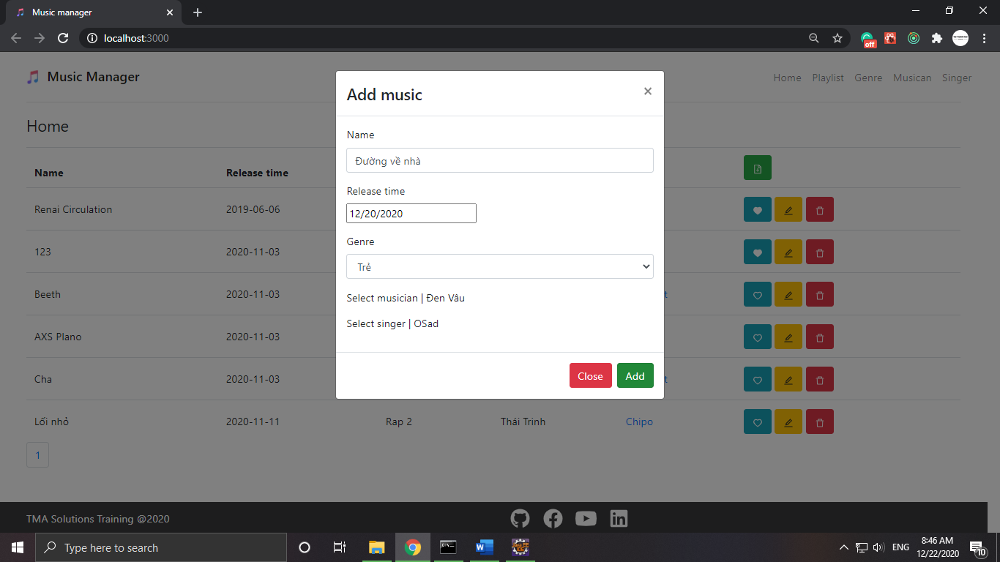 Music manager
localhost:3000
off
Music Manager
Home Playlist Genre Musican Singer
Home
Add music
×
Name
Đường về nhà
Release time
12/20/2020
Genre
Trẻ
Select musician | Đen Vâu
Select singer | OSad
Close Add
Name Release time
Renai Circulation 2019-06-06
123 2020-11-03
Beeth 2020-11-03 t
AXS Plano 2020-11-03
Cha 2020-11-03 t
Lối nhỏ 2020-11-11 Rap 2 Thái Trinh Chipo
1
TMA Solutions Training @2020
Type here to search
ENG
8:46 AM
12/22/2020
10